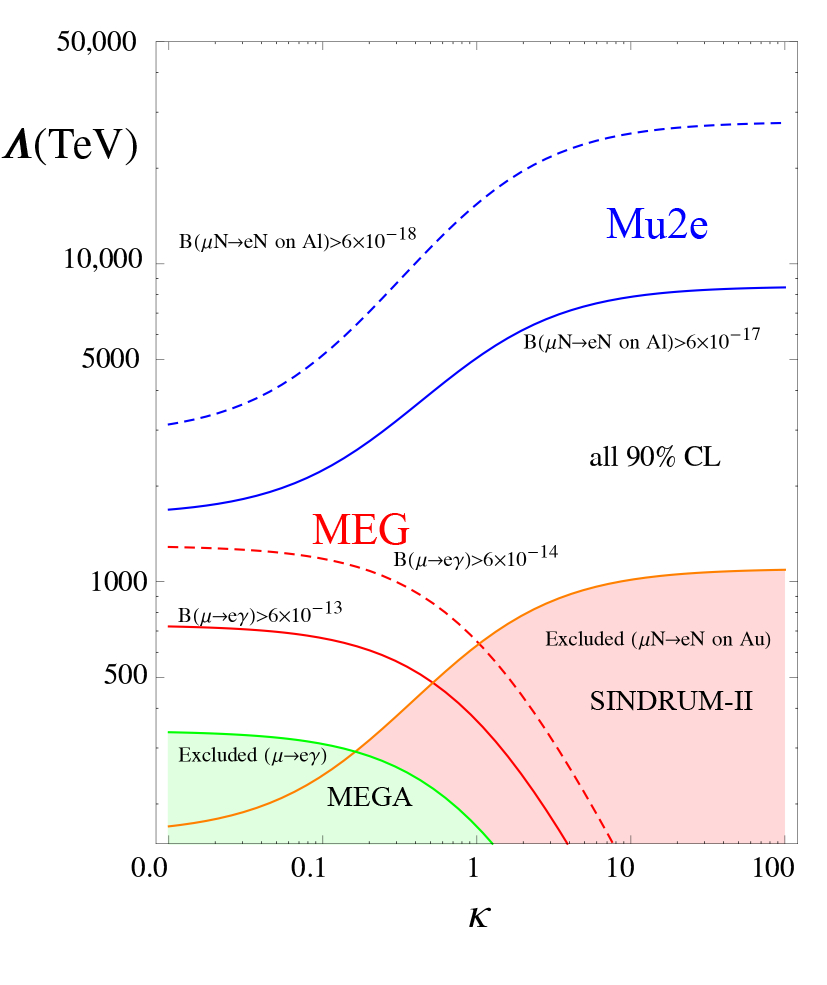 50,000
Λ(TeV)
Mu2e
B(μN→eN on Al)>6×10⁻¹⁸
10,000
B(μN→eN on Al)>6×10⁻¹⁷
5000
all 90% CL
MEG
B(μ→eγ)>6×10⁻¹⁴
1000
B(μ→eγ)>6×10⁻¹³
Excluded (μN→eN on Au)
500
SINDRUM-II
Excluded (μ→eγ)
MEGA
0.0 0.1 1 10 100
κ